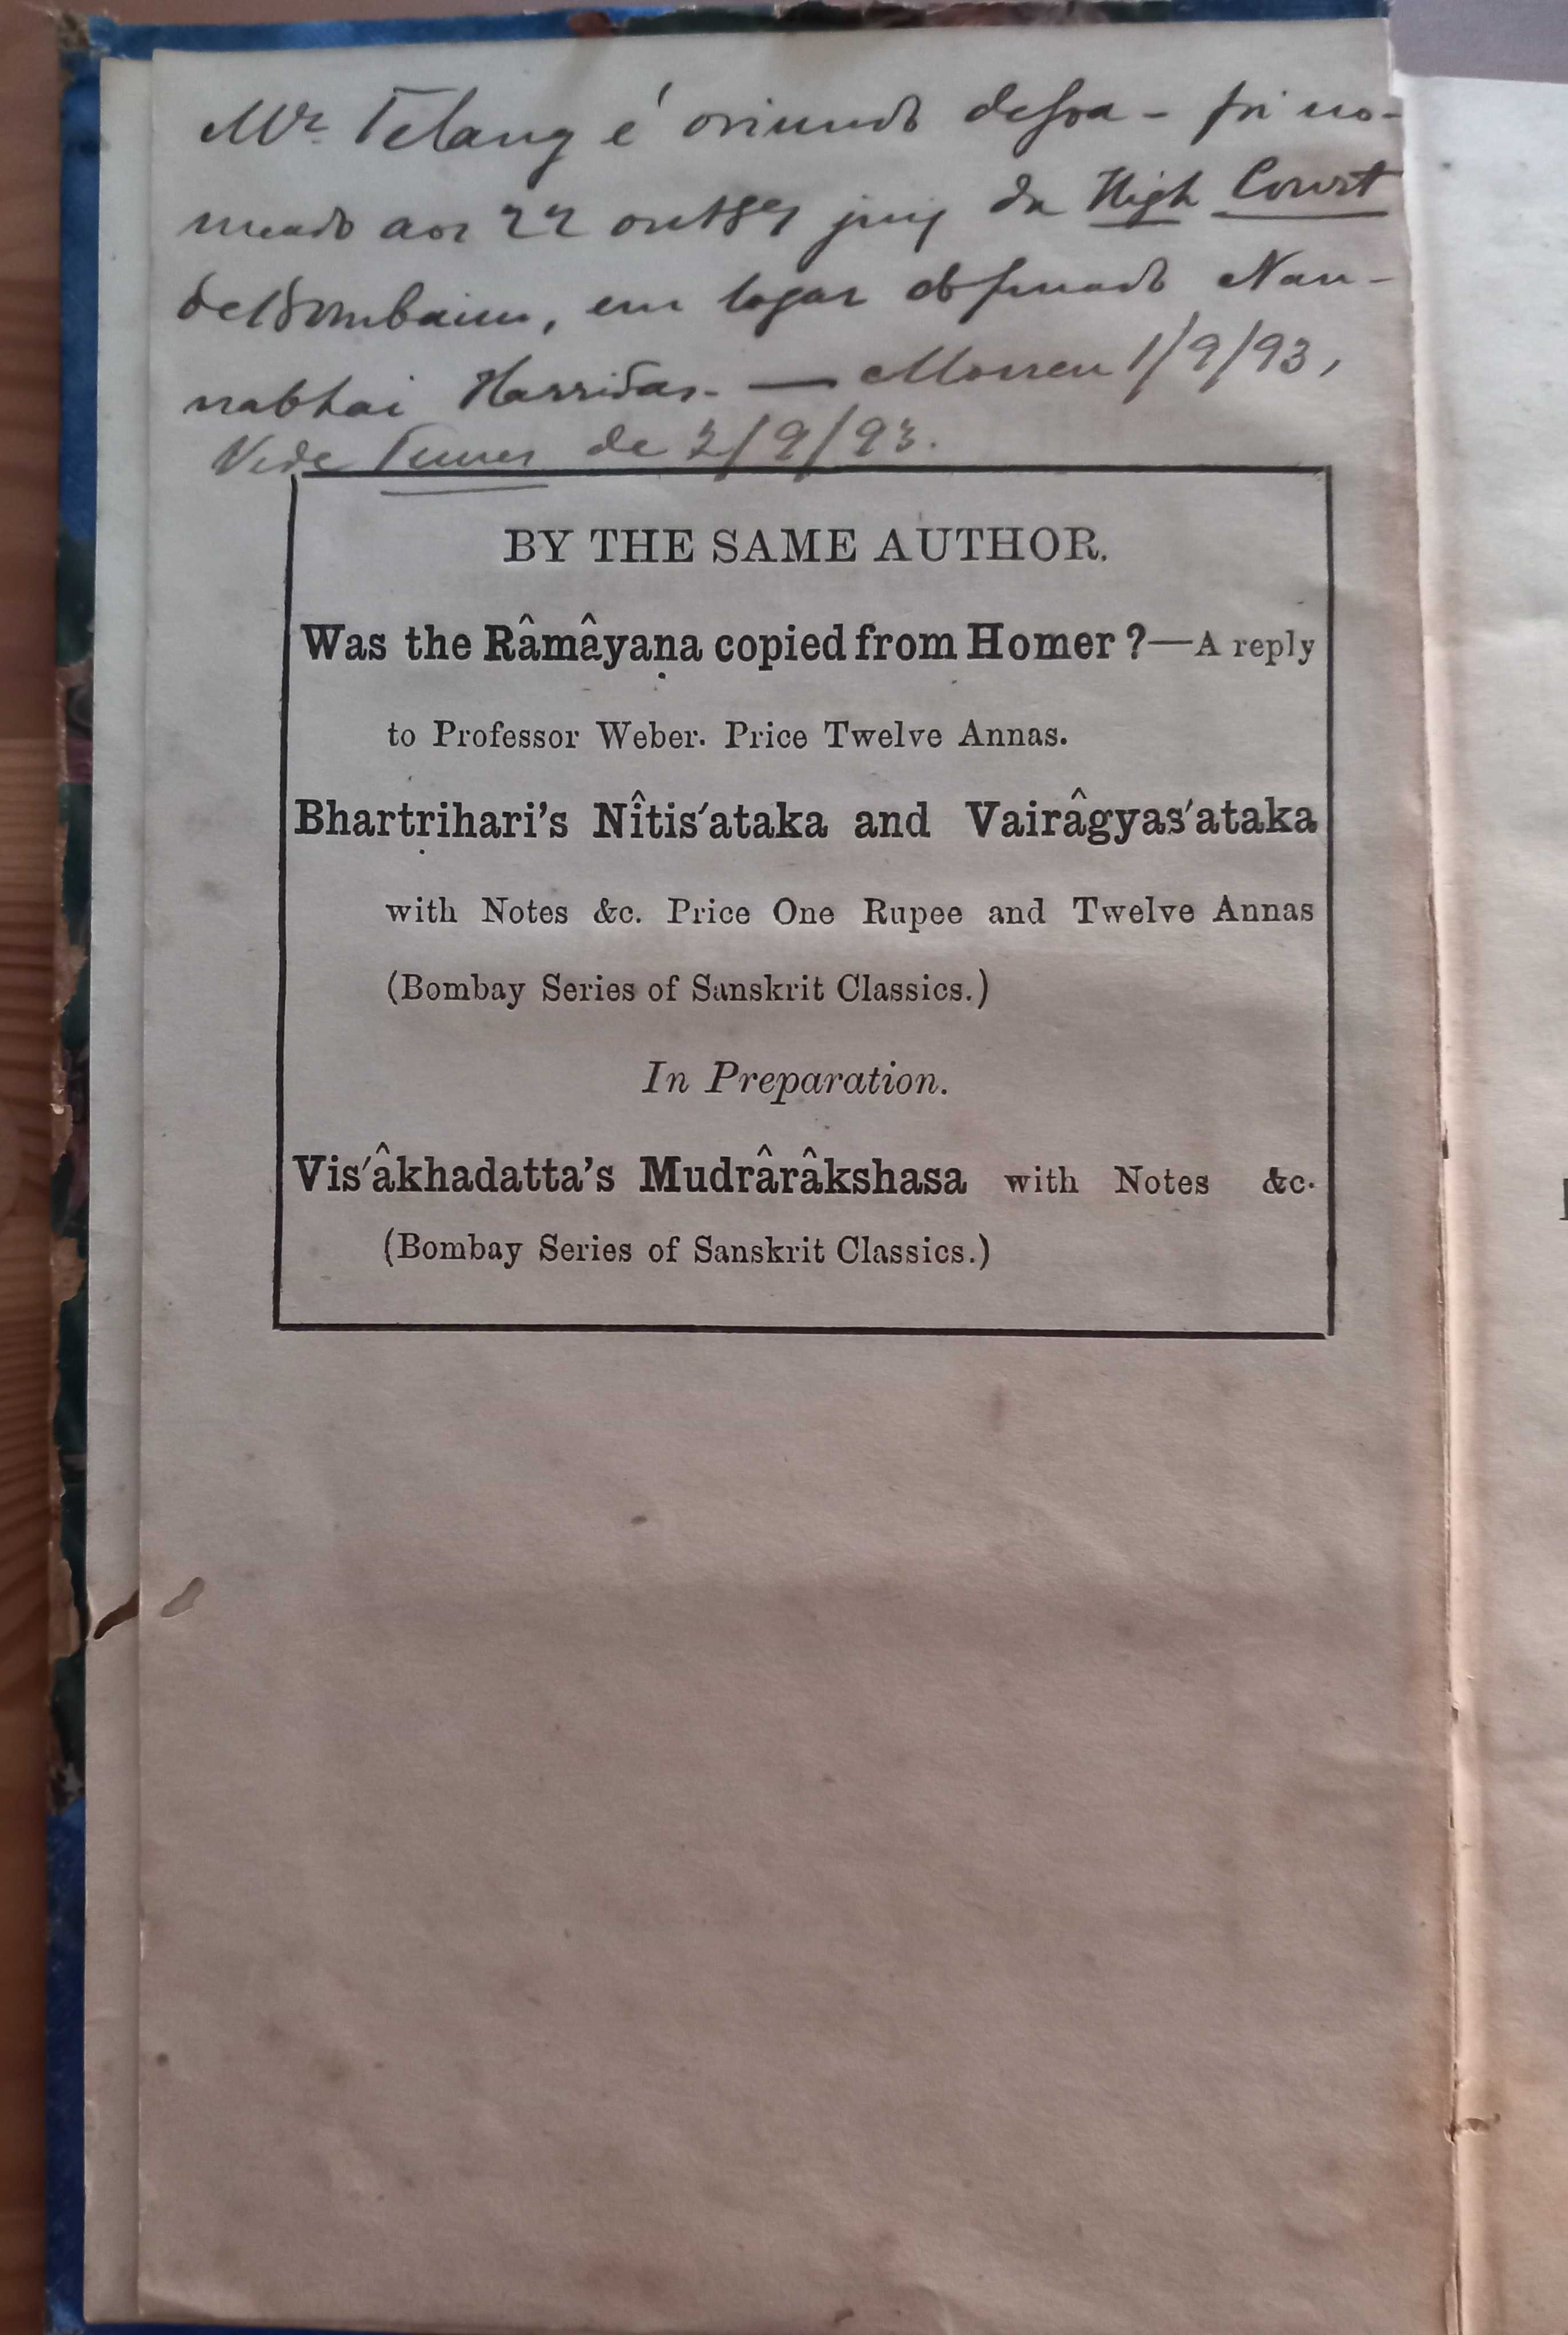 Mr. Telang é oriundo de Goa - foi no-
meado aos 22 out 89 juiz da High Court
de Bombaim, em logar do finado Nan-
nabhai Harridas. — Morreu 1/9/93,
Vide Times de 2/9/93.
BY THE SAME AUTHOR.
Was the Râmâyaṇa copied from Homer ?—A reply
to Professor Weber. Price Twelve Annas.
Bhartṛihari's Nîtis′ataka and Vairâgyas′ataka
with Notes &c. Price One Rupee and Twelve Annas
(Bombay Series of Sanskrit Classics.)
In Preparation.
Vis′âkhadatta's Mudrârâkshasa with Notes &c.
(Bombay Series of Sanskrit Classics.)